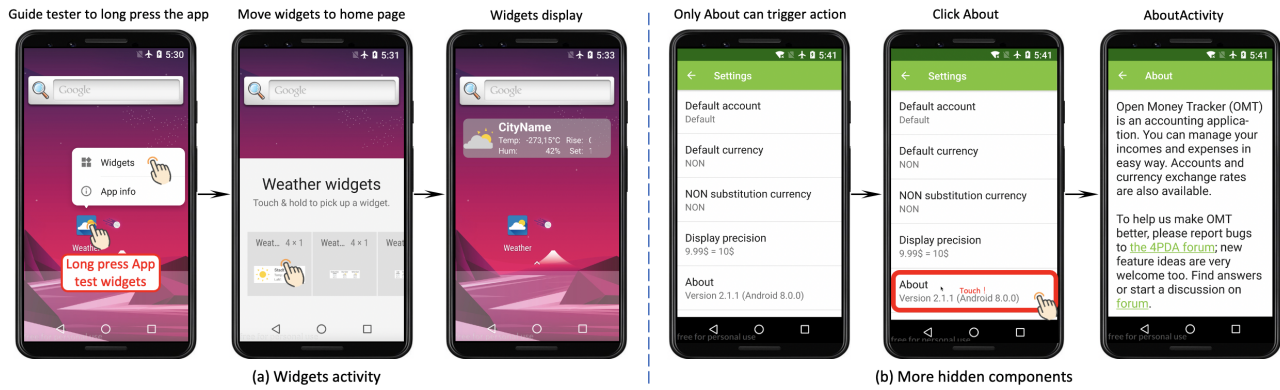 Guide tester to long press the app
5:30
Google
Widgets
App info
Weather
Long press App
test widgets
Move widgets to home page
5:31
Google
Weather widgets
Touch & hold to pick up a widget.
Weat... 4 × 1
Weat... 4 × 1
Weat
Widgets display
5:33
Google
CityName
Temp: -273,15°C Rise:
Hum: 42% Set:
Weather
(a) Widgets activity
Only About can trigger action
5:41
Settings
Default account
Default
Default currency
NON
NON substitution currency
NON
Display precision
9.99$ = 10$
About
Version 2.1.1 (Android 8.0.0)
free for personal use
Click About
5:41
Settings
Default account
Default
Default currency
NON
NON substitution currency
NON
Display precision
9.99$ = 10$
About
Touch !
Version 2.1.1 (Android 8.0.0)
free for personal use
AboutActivity
5:41
About
Open Money Tracker (OMT)
is an accounting applica-
tion. You can manage your
incomes and expenses in
easy way. Accounts and
currency exchange rates
are also available.
To help us make OMT
better, please report bugs
to the 4PDA forum; new
feature ideas are very
welcome too. Find answers
or start a discussion on
forum.
free for personal use
(b) More hidden components